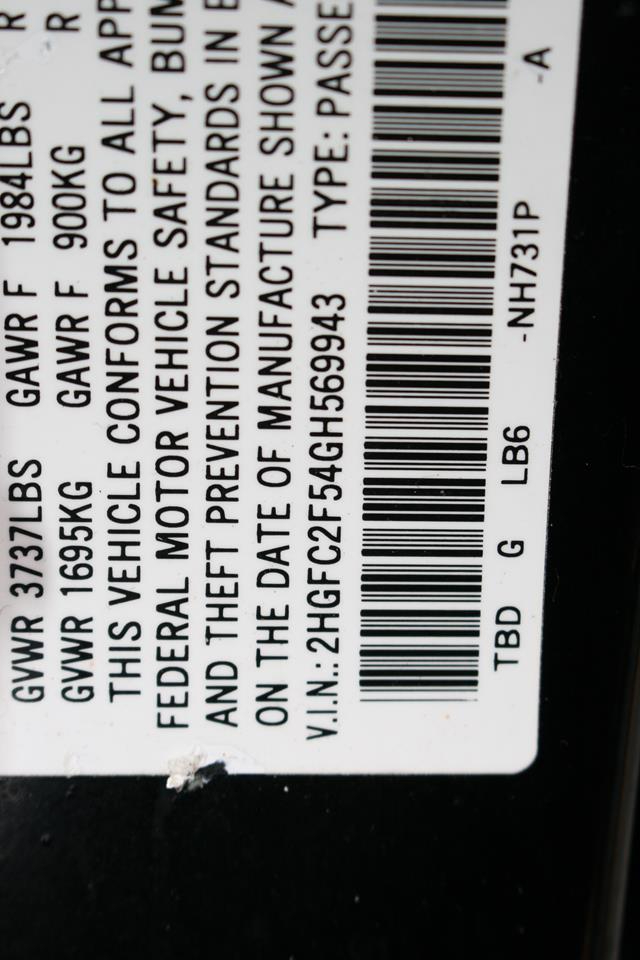 GVWR 3737LBS GAWR F 1984LBS R
GVWR 1695KG GAWR F 900KG R
THIS VEHICLE CONFORMS TO ALL APP
FEDERAL MOTOR VEHICLE SAFETY, BUM
AND THEFT PREVENTION STANDARDS IN E
ON THE DATE OF MANUFACTURE SHOWN A
V.I.N.: 2HGFC2F54GH569943 TYPE: PASSE
TBD G LB6 -NH731P -A